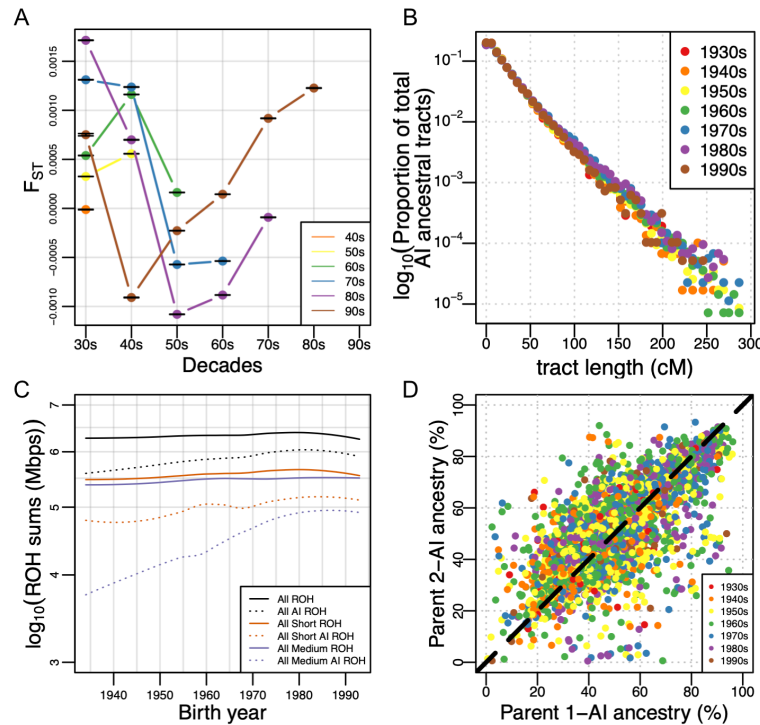 A
F_ST
0.0015
0.0010
0.0005
0.0000
−0.0005
−0.0010
30s 40s 50s 60s 70s 80s 90s
Decades
40s
50s
60s
70s
80s
90s
B
log₁₀(Proportion of total
AI ancestral tracts)
10⁻¹
10⁻²
10⁻³
10⁻⁴
10⁻⁵
0 50 100 150 200 250 300
tract length (cM)
1930s
1940s
1950s
1960s
1970s
1980s
1990s
C
log₁₀(ROH sums (Mbps))
7
6
5
4
3
1940 1950 1960 1970 1980 1990
Birth year
All ROH
All AI ROH
All Short ROH
All Short AI ROH
All Medium ROH
All Medium AI ROH
D
Parent 2−AI ancestry (%)
100
80
60
40
20
0
0 20 40 60 80 100
Parent 1−AI ancestry (%)
1930s
1940s
1950s
1960s
1970s
1980s
1990s